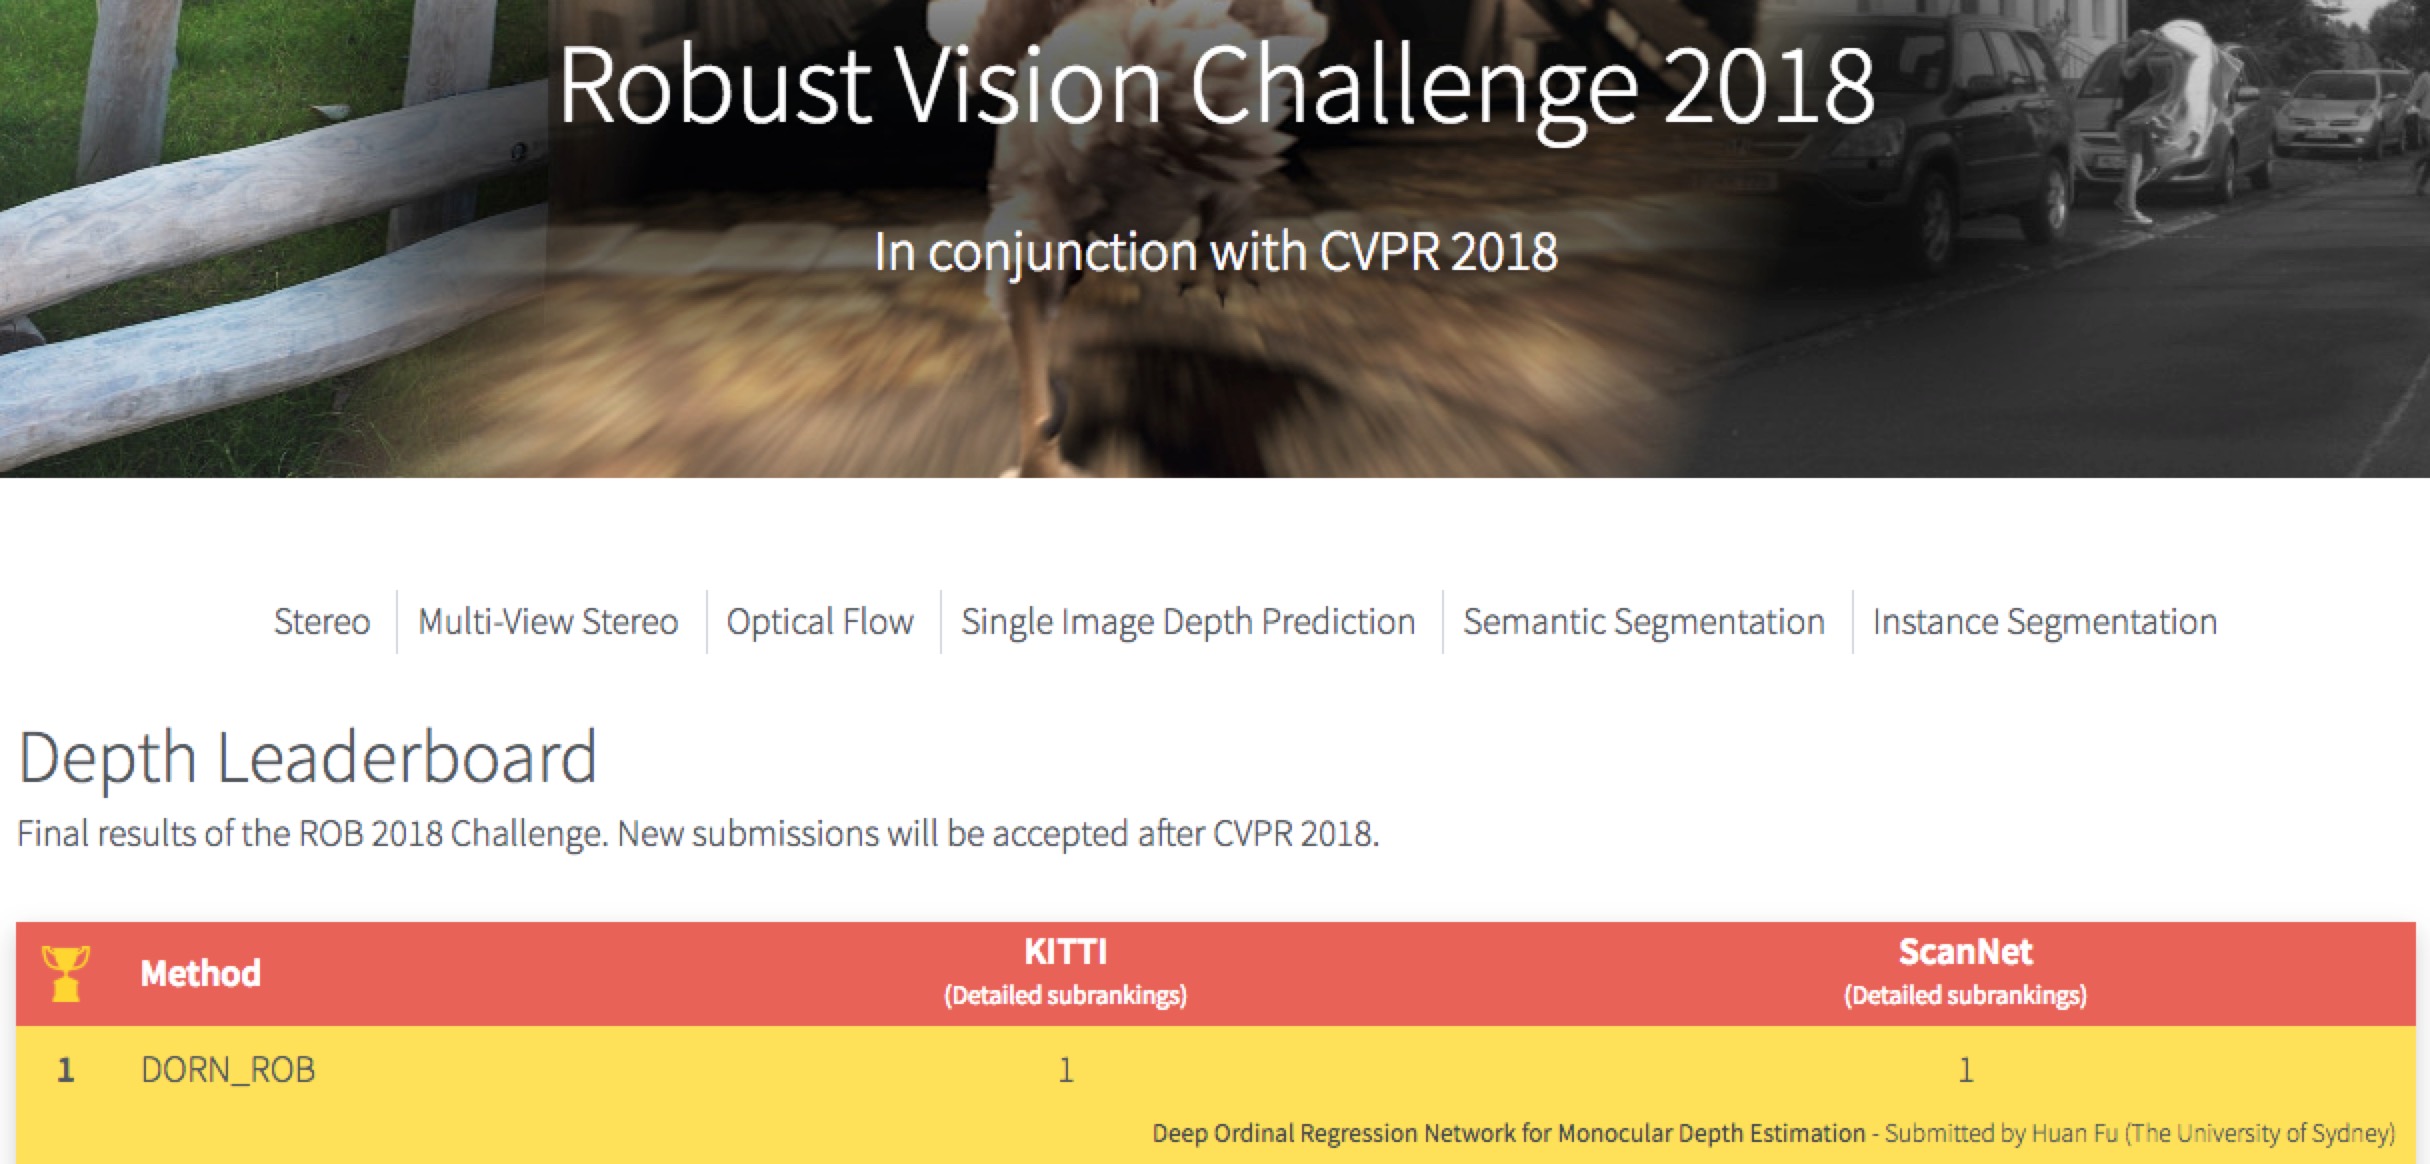 Robust Vision Challenge 2018
In conjunction with CVPR 2018
Stereo
Multi-View Stereo
Optical Flow
Single Image Depth Prediction
Semantic Segmentation
Instance Segmentation
Depth Leaderboard
Final results of the ROB 2018 Challenge. New submissions will be accepted after CVPR 2018.
Method
KITTI
(Detailed subrankings)
ScanNet
(Detailed subrankings)
1 DORN_ROB 1 1
Deep Ordinal Regression Network for Monocular Depth Estimation - Submitted by Huan Fu (The University of Sydney)